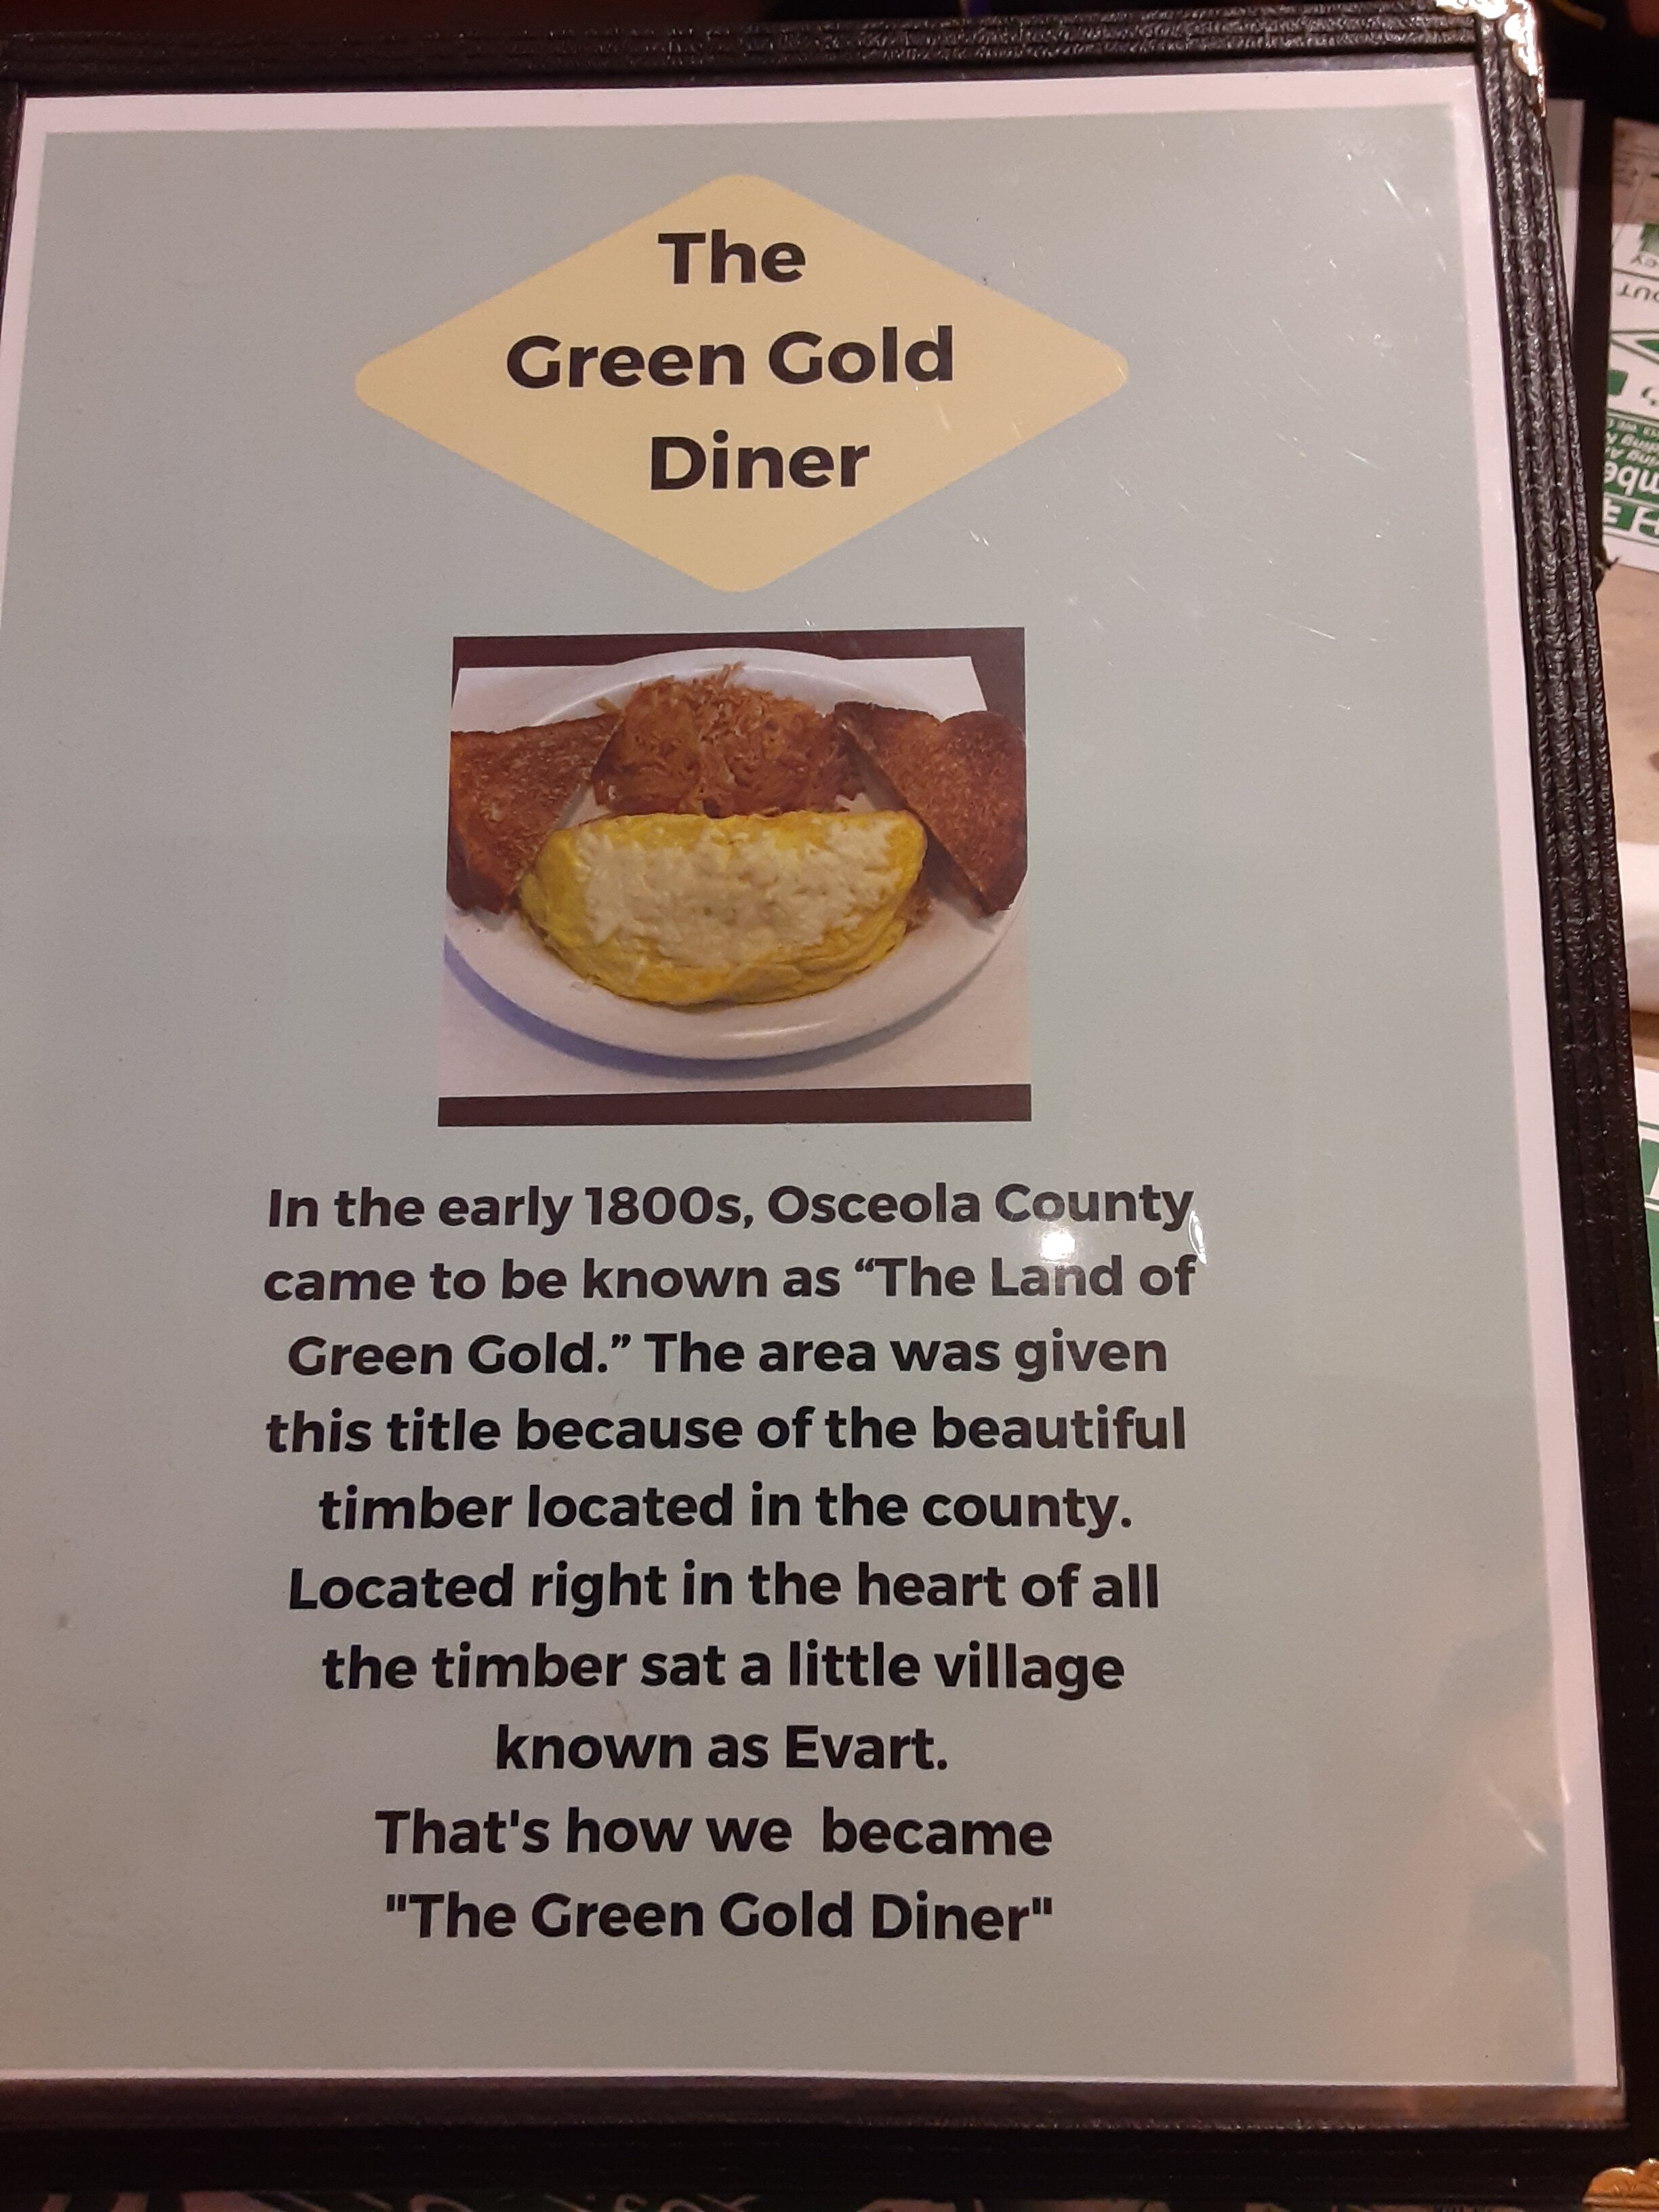 The
Green Gold
Diner
In the early 1800s, Osceola County
came to be known as “The Land of
Green Gold.” The area was given
this title because of the beautiful
timber located in the county.
Located right in the heart of all
the timber sat a little village
known as Evart.
That's how we  became
"The Green Gold Diner"